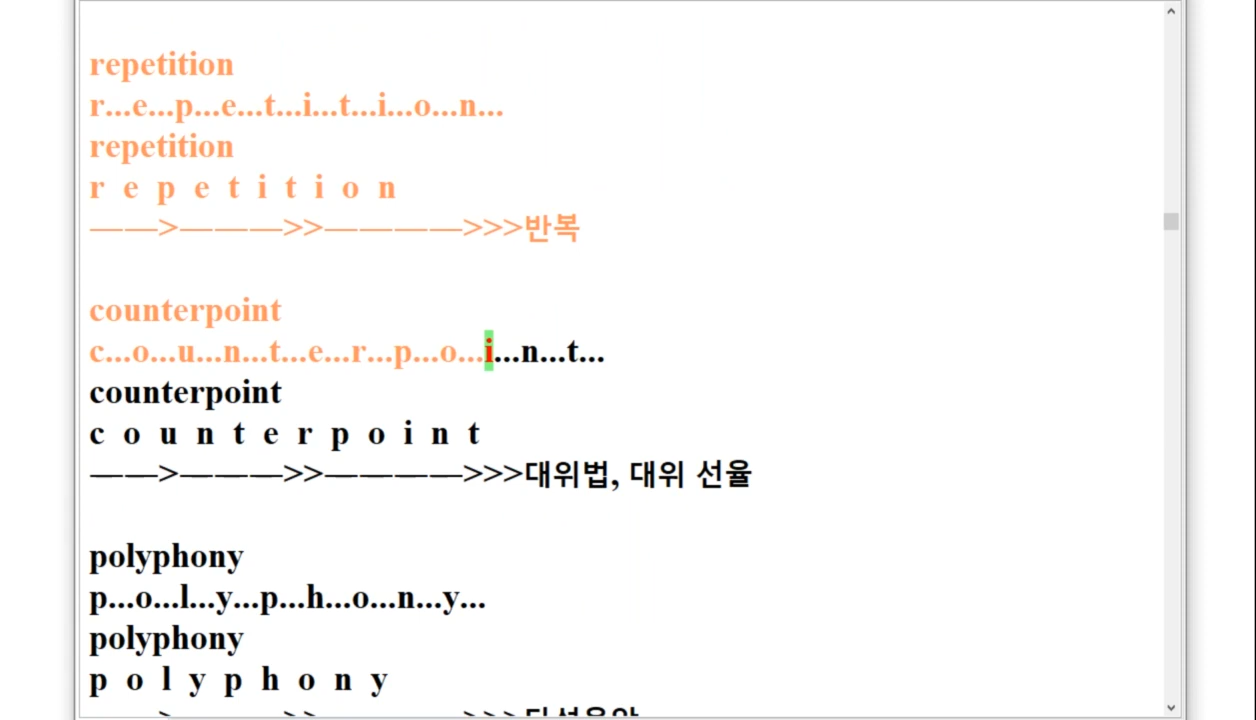 repetition
r...e...p...e...t...i...t...i...o...n...
repetition
r e p e t i t i o n
——>———>>————>>>반복
counterpoint
c...o...u...n...t...e...r...p...o...i...n...t...
counterpoint
c o u n t e r p o i n t
——>———>>————>>>대위법, 대위 선율
polyphony
p...o...l...y...p...h...o...n...y...
polyphony
p o l y p h o n y